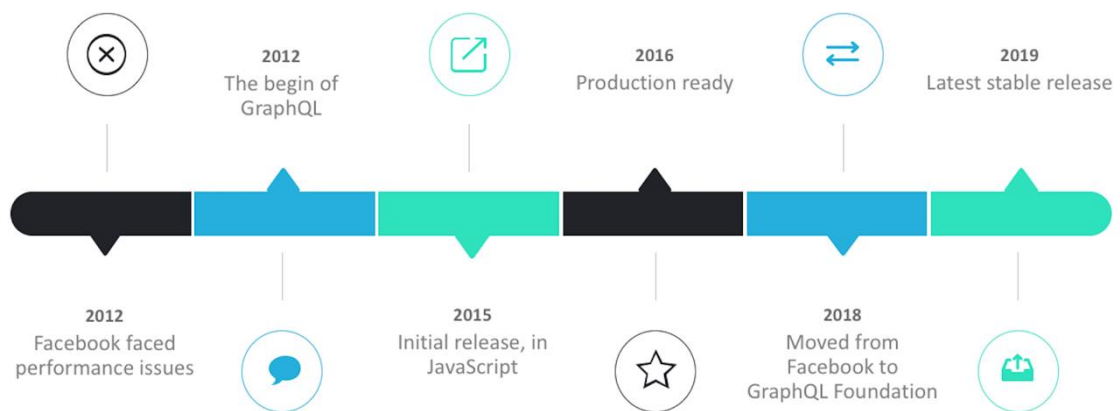 2012
Facebook faced
performance issues
2012
The begin of
GraphQL
2015
Initial release, in
JavaScript
2016
Production ready
2018
Moved from
Facebook to
GraphQL Foundation
2019
Latest stable release